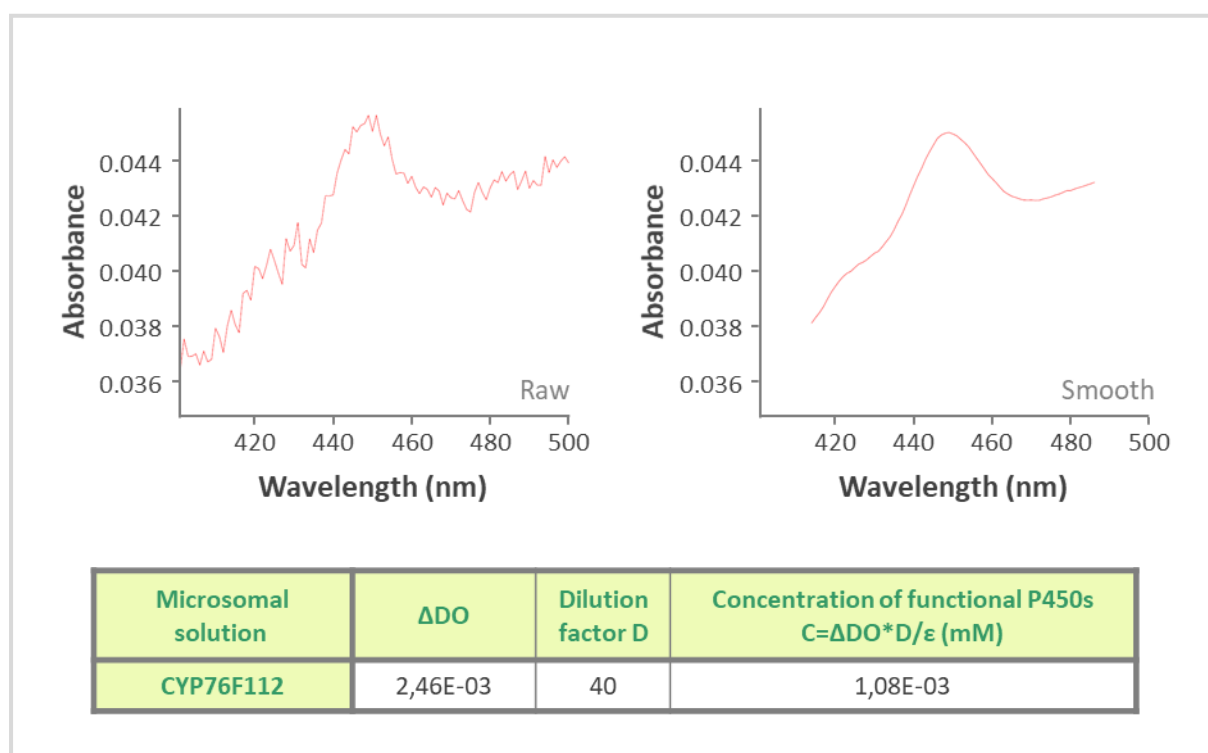 0.044
0.042
0.040
0.038
0.036
Absorbance
420 440 460 480 500
Wavelength (nm)
Raw
0.044
0.042
0.040
0.038
0.036
Absorbance
420 440 460 480 500
Wavelength (nm)
Smooth
Microsomal
solution
ΔDO
Dilution
factor D
Concentration of functional P450s
C=ΔDO*D/ε (mM)
CYP76F112
2,46E-03
40
1,08E-03